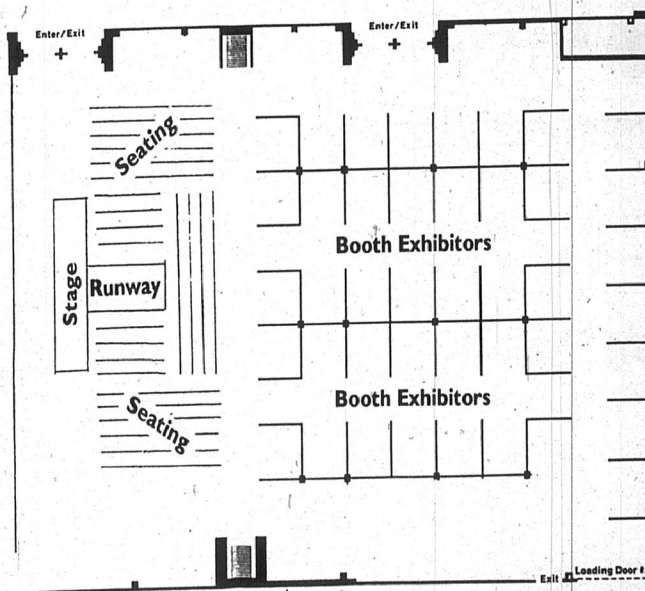 Enter/Exit
Enter/Exit
Seating
Booth Exhibitors
Stage
Runway
Booth Exhibitors
Seating
Exit
Loading Door #